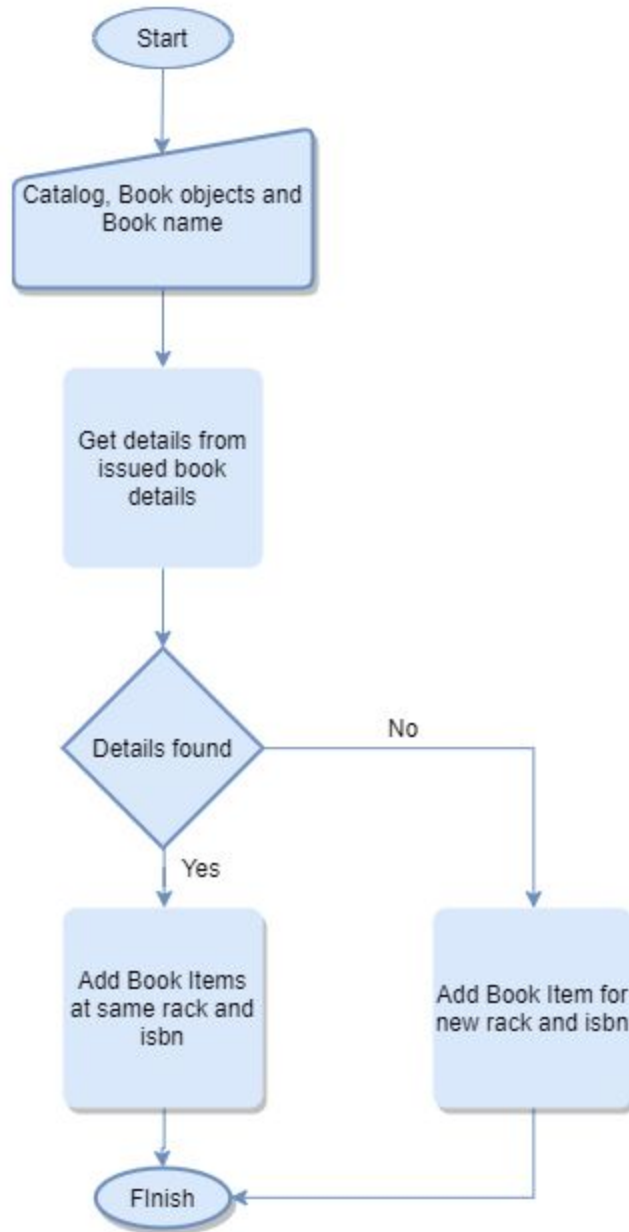 Start
Catalog, Book objects and
Book name
Get details from
issued book
details
Details found
No
Yes
Add Book Items
at same rack and
isbn
Add Book Item for
new rack and isbn
FInish